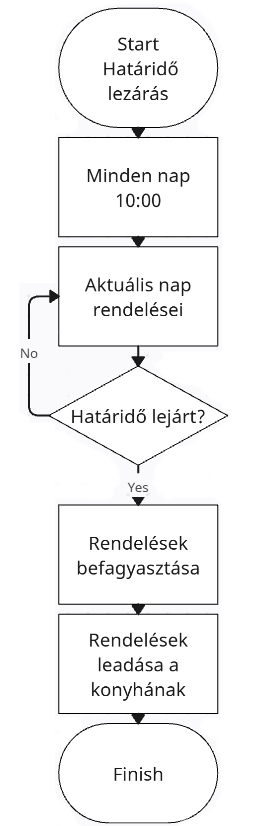 Start
Határidő
lezárás
Minden nap
10:00
Aktuális nap
rendelései
No
Határidő lejárt?
Yes
Rendelések
befagyasztása
Rendelések
leadása a
konyhának
Finish